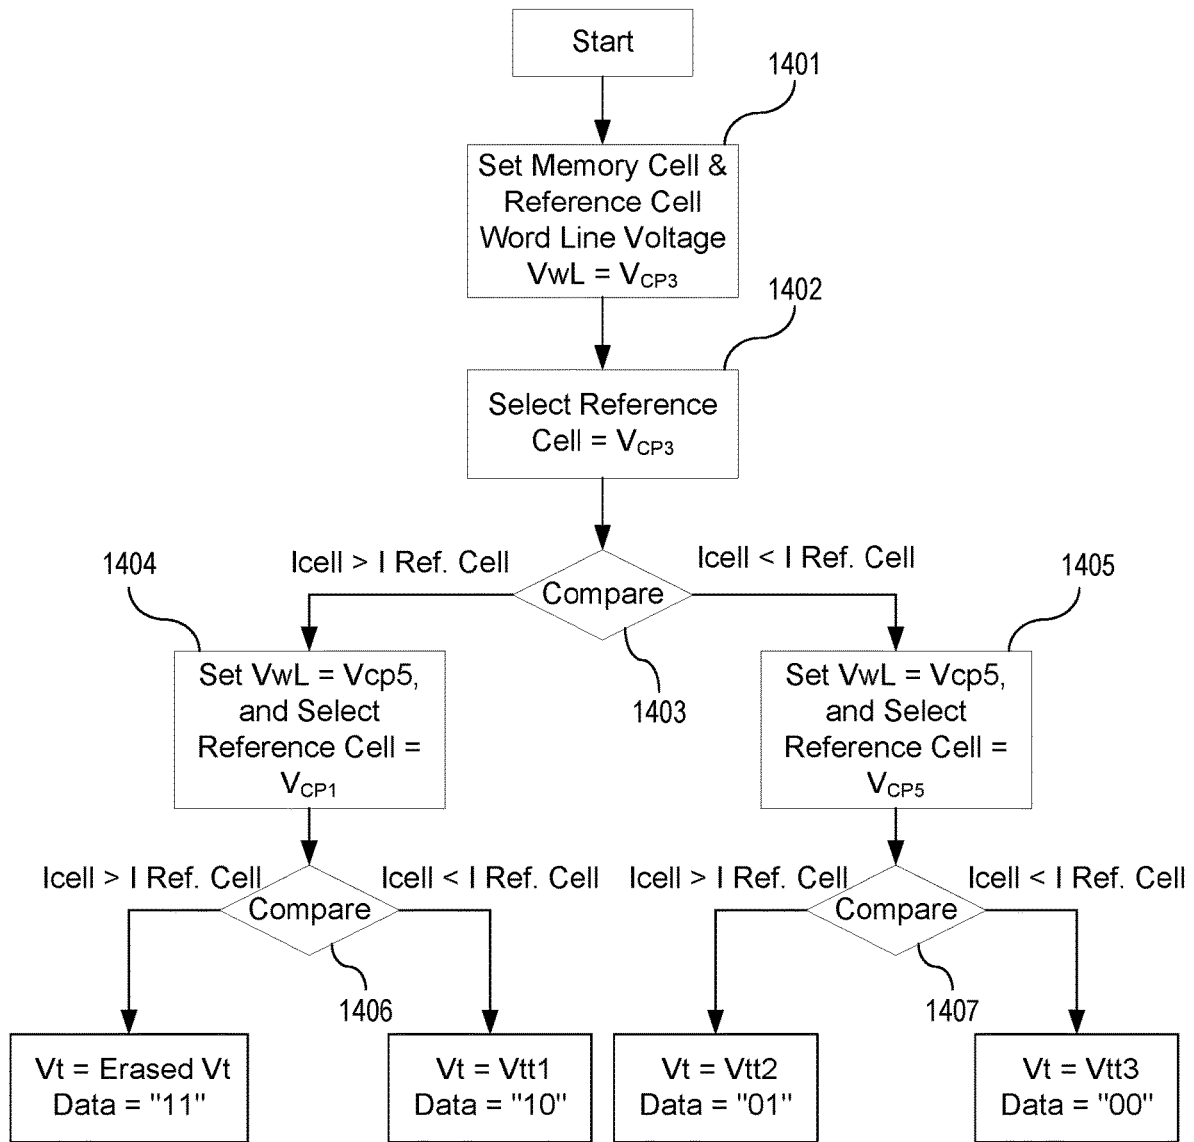 Start
1401
Set Memory Cell &
Reference Cell
Word Line Voltage
VwL = VCP3
1402
Select Reference
Cell = VCP3
1404
Icell > I Ref. Cell
Icell < I Ref. Cell
1405
Compare
1403
Set VwL = Vcp5,
and Select
Reference Cell =
VCP1
Set VwL = Vcp5,
and Select
Reference Cell =
VCP5
Icell > I Ref. Cell
Icell < I Ref. Cell
Icell > I Ref. Cell
Icell < I Ref. Cell
Compare
Compare
1406
1407
Vt = Erased Vt
Data = "11"
Vt = Vtt1
Data = "10"
Vt = Vtt2
Data = "01"
Vt = Vtt3
Data = "00"